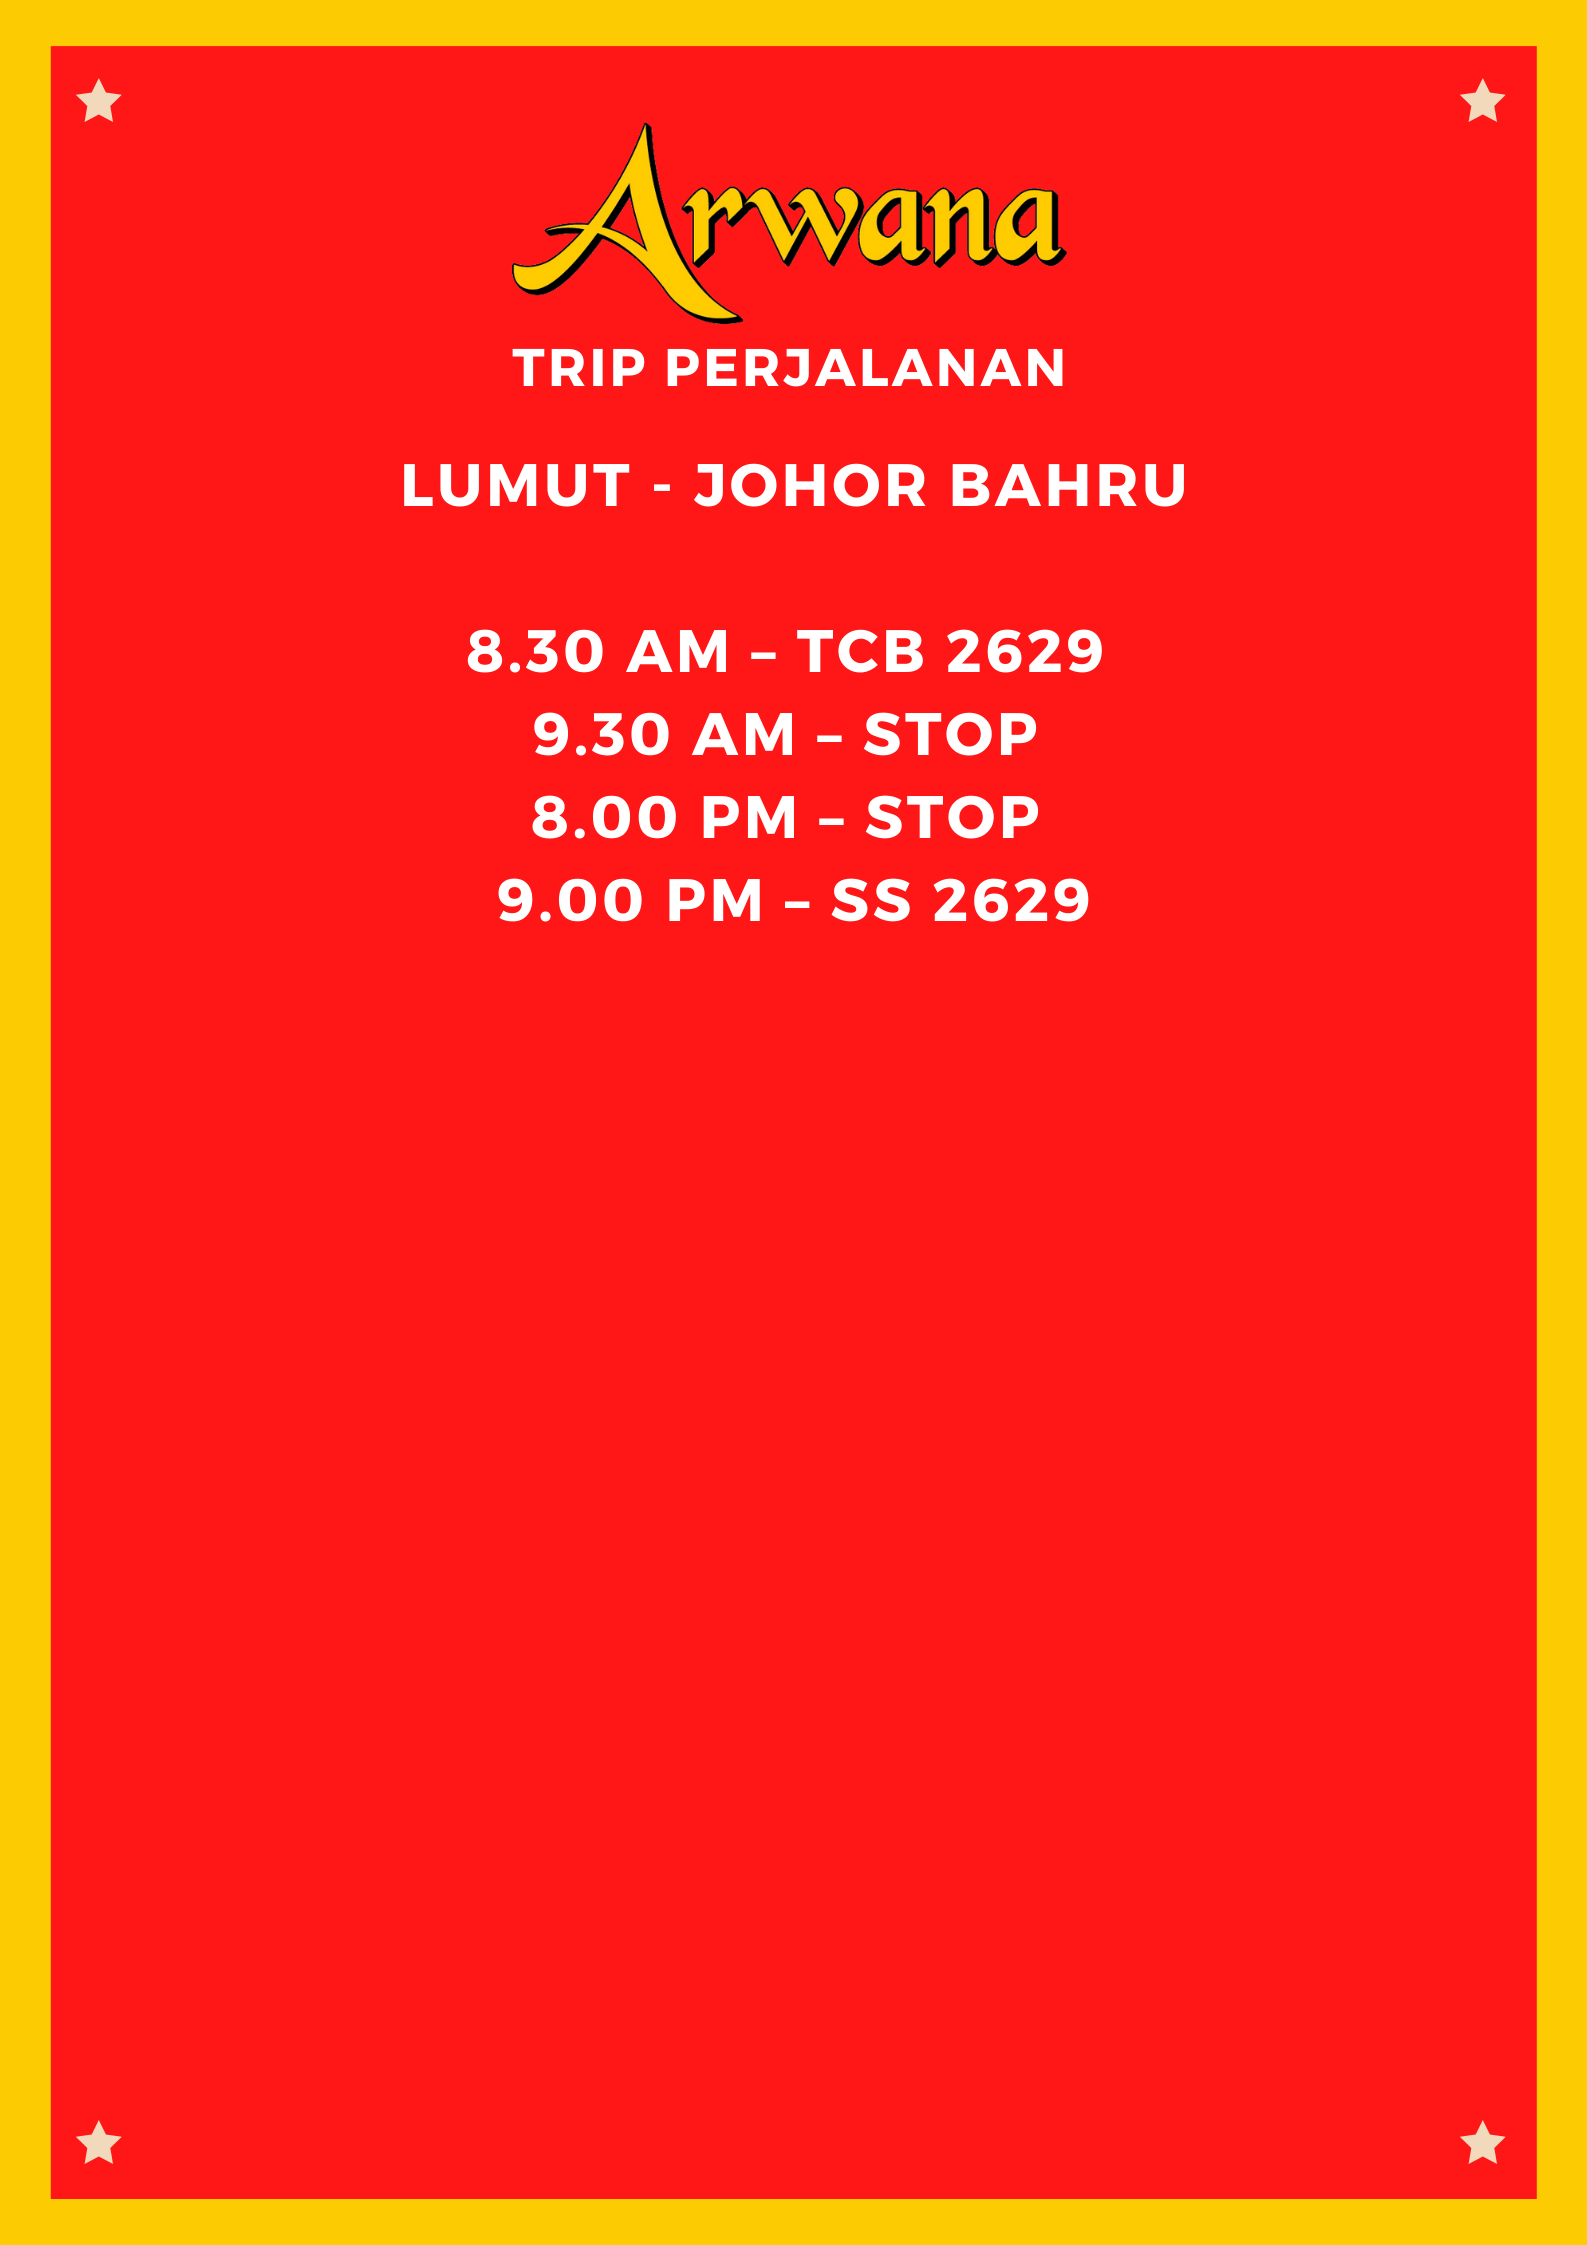 Arwana
TRIP PERJALANAN
LUMUT - JOHOR BAHRU
8.30 AM – TCB 2629
9.30 AM – STOP
8.00 PM – STOP
9.00 PM – SS 2629